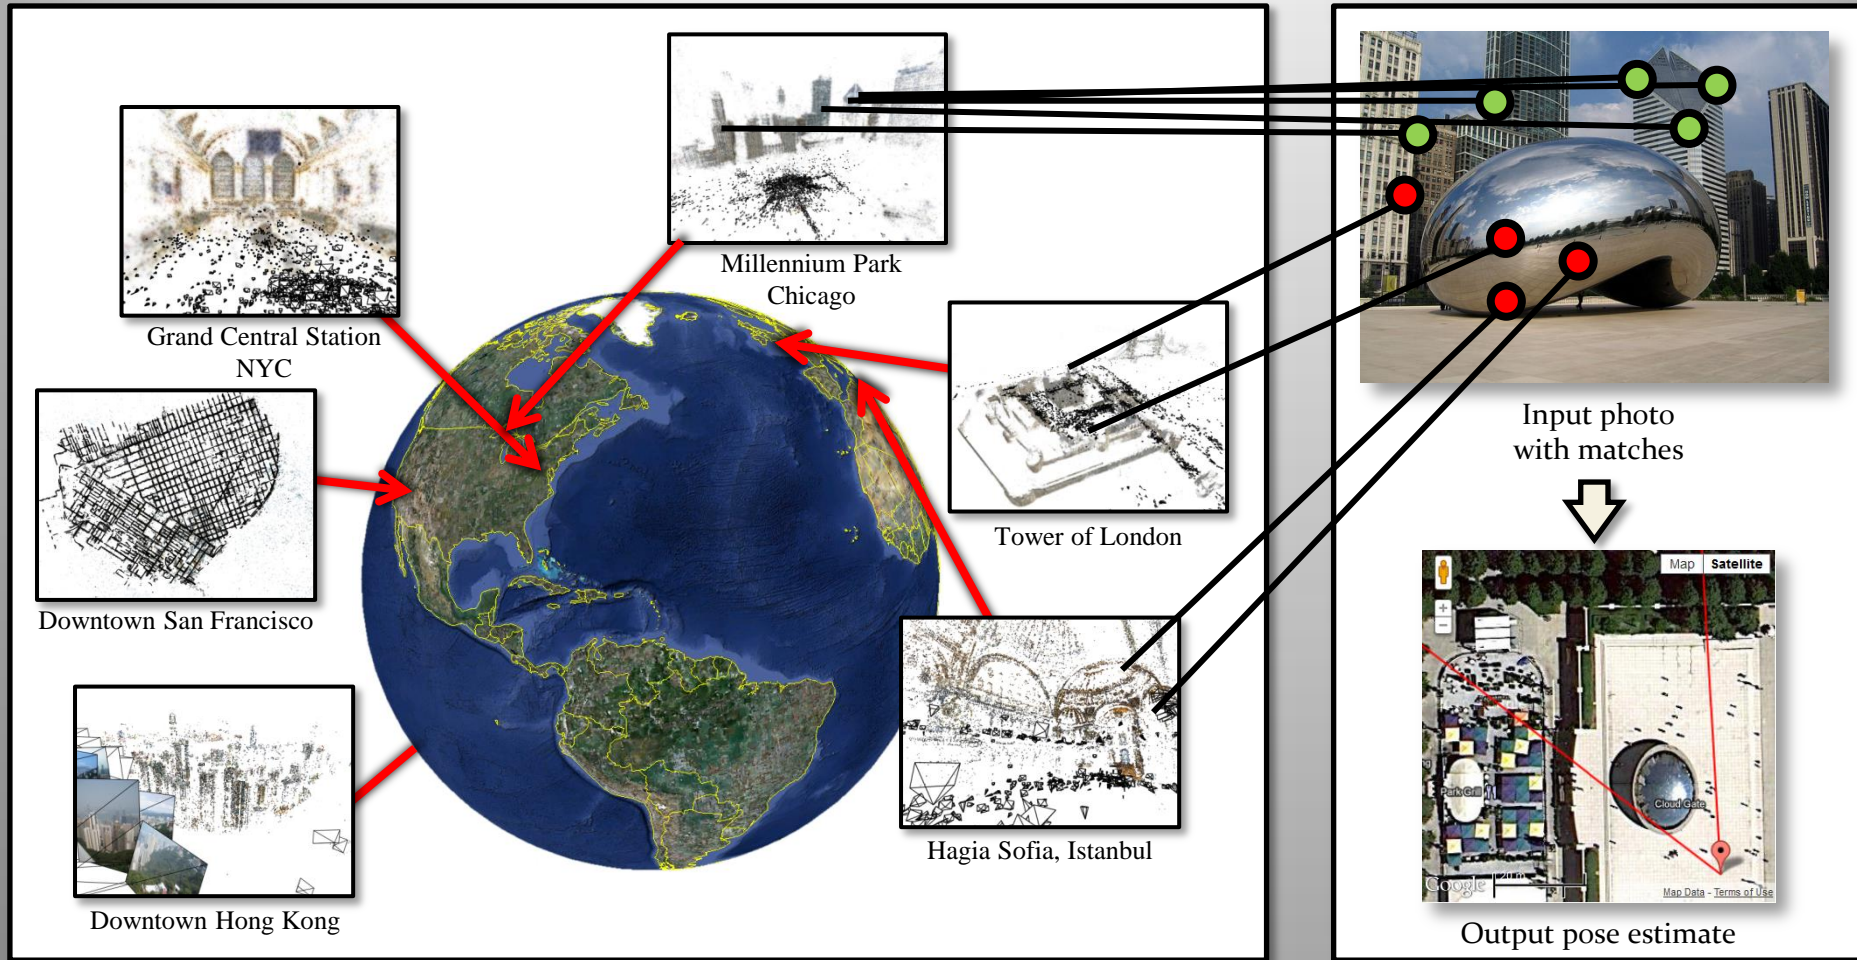 Millennium Park
Chicago
Grand Central Station
NYC
Tower of London
Downtown San Francisco
Hagia Sofia, Istanbul
Downtown Hong Kong
Input photo
with matches
Map
Satellite
+
−
Park Grill
Cloud Gate
Google
20 m
Map Data - Terms of Use
Output pose estimate